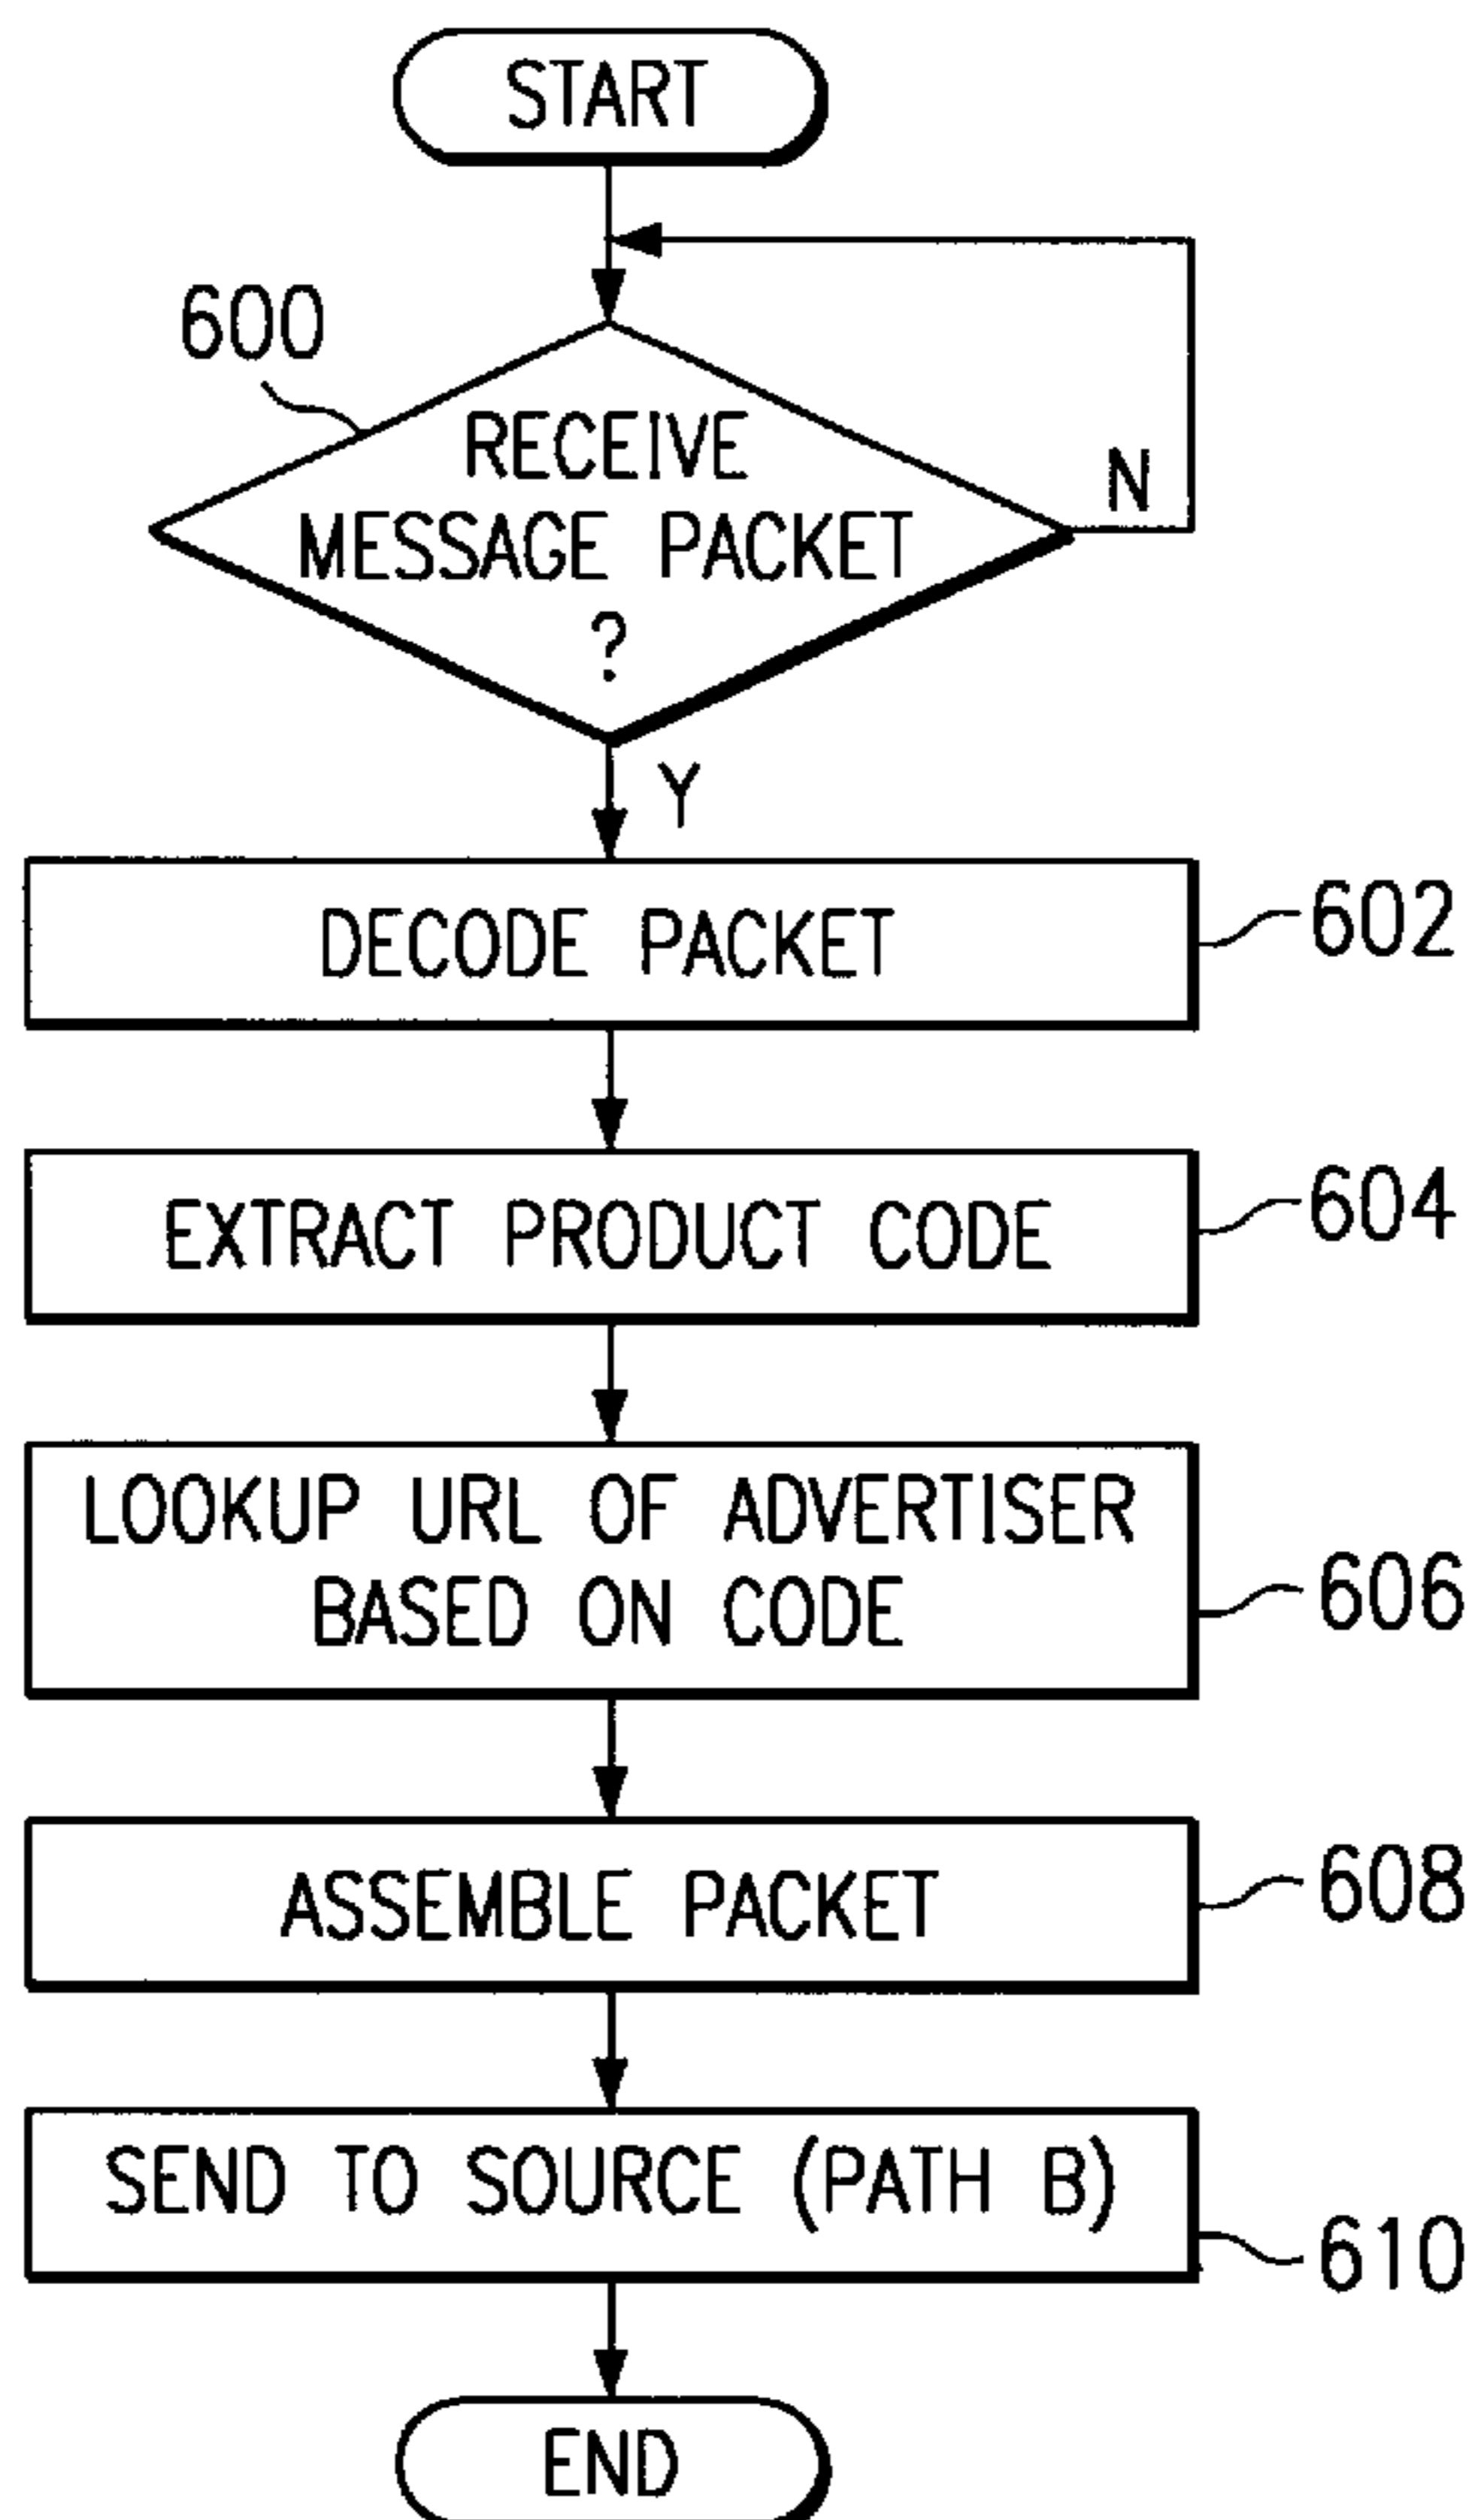 START
600
RECEIVE
MESSAGE PACKET
?
N
Y
DECODE PACKET
602
EXTRACT PRODUCT CODE
604
LOOKUP URL OF ADVERTISER
BASED ON CODE
606
ASSEMBLE PACKET
608
SEND TO SOURCE (PATH B)
610
END